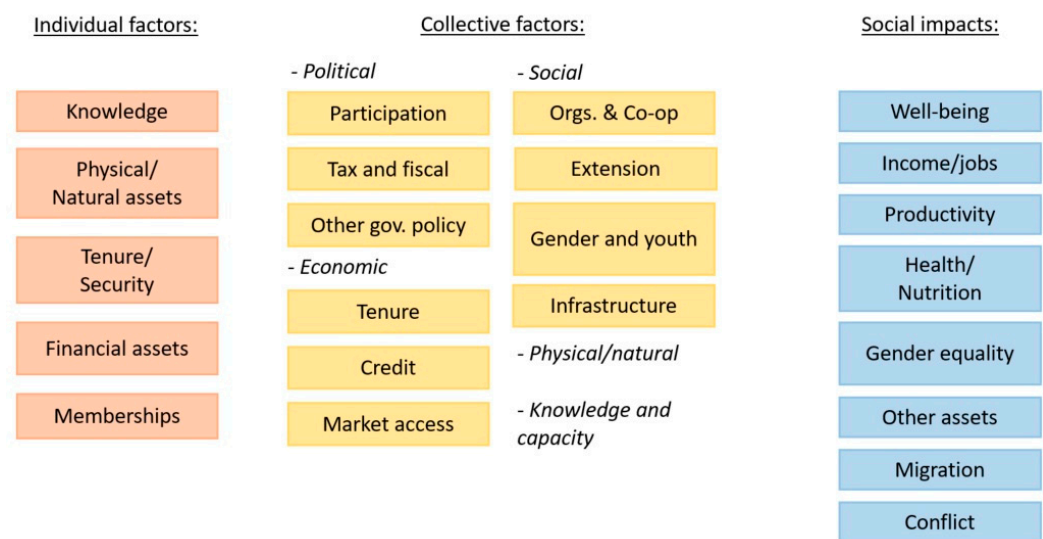 Individual factors:
Knowledge
Physical/
Natural assets
Tenure/
Security
Financial assets
Memberships
Collective factors:
- Political
Participation
Tax and fiscal
Other gov. policy
- Economic
Tenure
Credit
Market access
- Social
Orgs. & Co-op
Extension
Gender and youth
Infrastructure
- Physical/natural
- Knowledge and
capacity
Social impacts:
Well-being
Income/jobs
Productivity
Health/
Nutrition
Gender equality
Other assets
Migration
Conflict